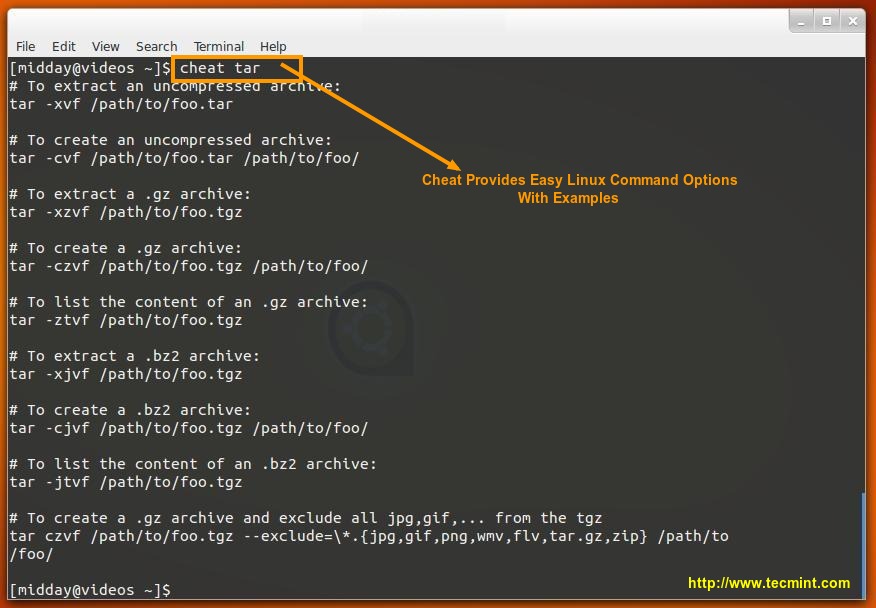 File Edit View Search Terminal Help
[midday@videos ~]$ cheat tar
# To extract an uncompressed archive:
tar -xvf /path/to/foo.tar
# To create an uncompressed archive:
tar -cvf /path/to/foo.tar /path/to/foo/
Cheat Provides Easy Linux Command Options
With Examples
# To extract a .gz archive:
tar -xzvf /path/to/foo.tgz
# To create a .gz archive:
tar -czvf /path/to/foo.tgz /path/to/foo/
# To list the content of an .gz archive:
tar -ztvf /path/to/foo.tgz
# To extract a .bz2 archive:
tar -xjvf /path/to/foo.tgz
# To create a .bz2 archive:
tar -cjvf /path/to/foo.tgz /path/to/foo/
# To list the content of an .bz2 archive:
tar -jtvf /path/to/foo.tgz
# To create a .gz archive and exclude all jpg,gif,... from the tgz
tar czvf /path/to/foo.tgz --exclude=\*.{jpg,gif,png,wmv,flv,tar.gz,zip} /path/to
/foo/
[midday@videos ~]$
http://www.tecmint.com